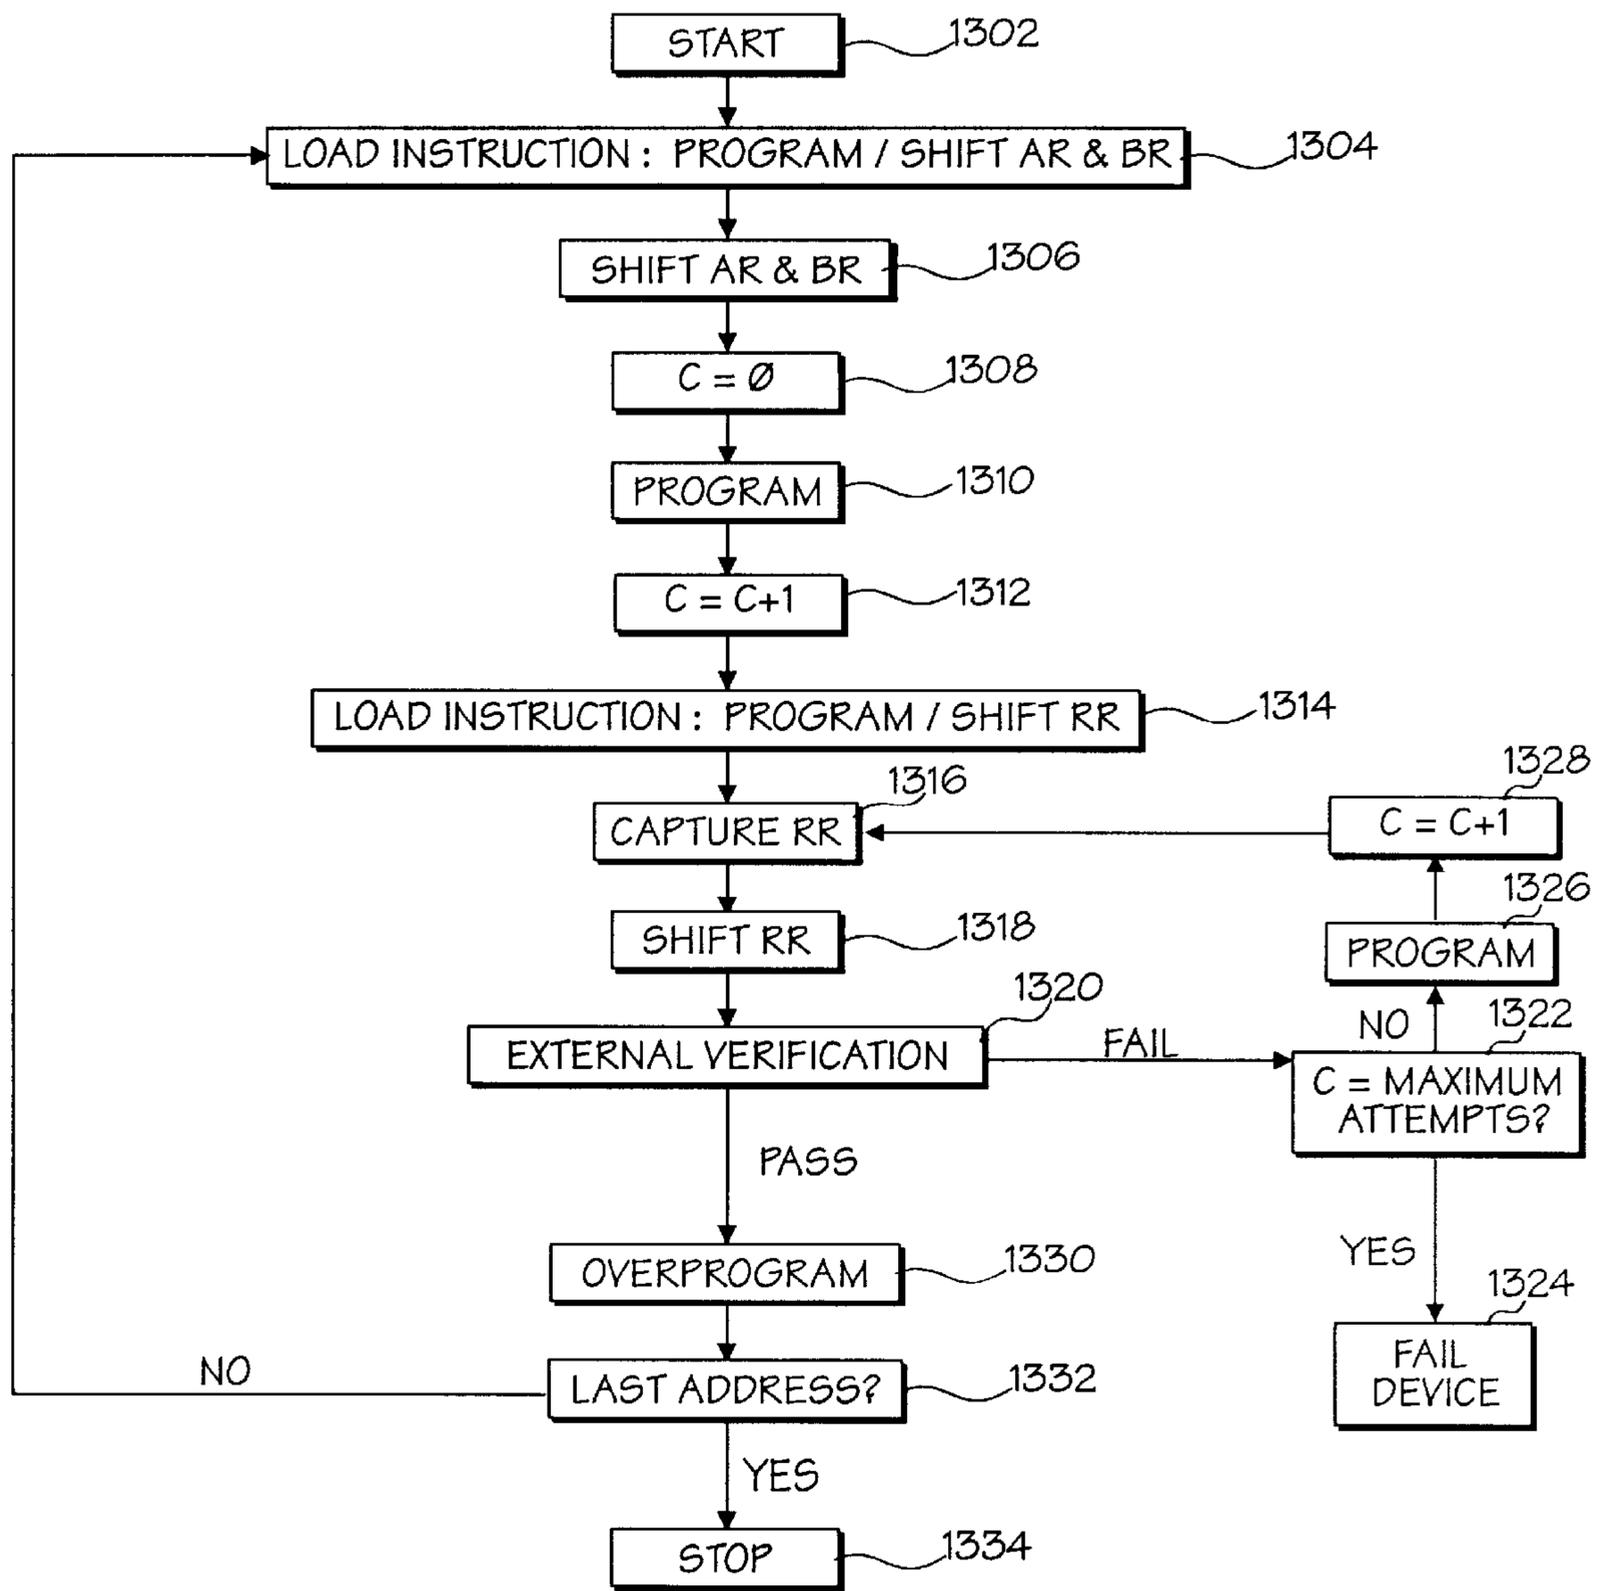 START
1302
LOAD INSTRUCTION : PROGRAM / SHIFT AR & BR
1304
SHIFT AR & BR
1306
C = Ø
1308
PROGRAM
1310
C = C+1
1312
LOAD INSTRUCTION : PROGRAM / SHIFT RR
1314
CAPTURE RR
1316
C = C+1
1328
SHIFT RR
1318
PROGRAM
1326
EXTERNAL VERIFICATION
1320
FAIL
NO
1322
C = MAXIMUM
ATTEMPTS?
PASS
YES
OVERPROGRAM
1330
1324
FAIL
DEVICE
NO
LAST ADDRESS?
1332
YES
STOP
1334